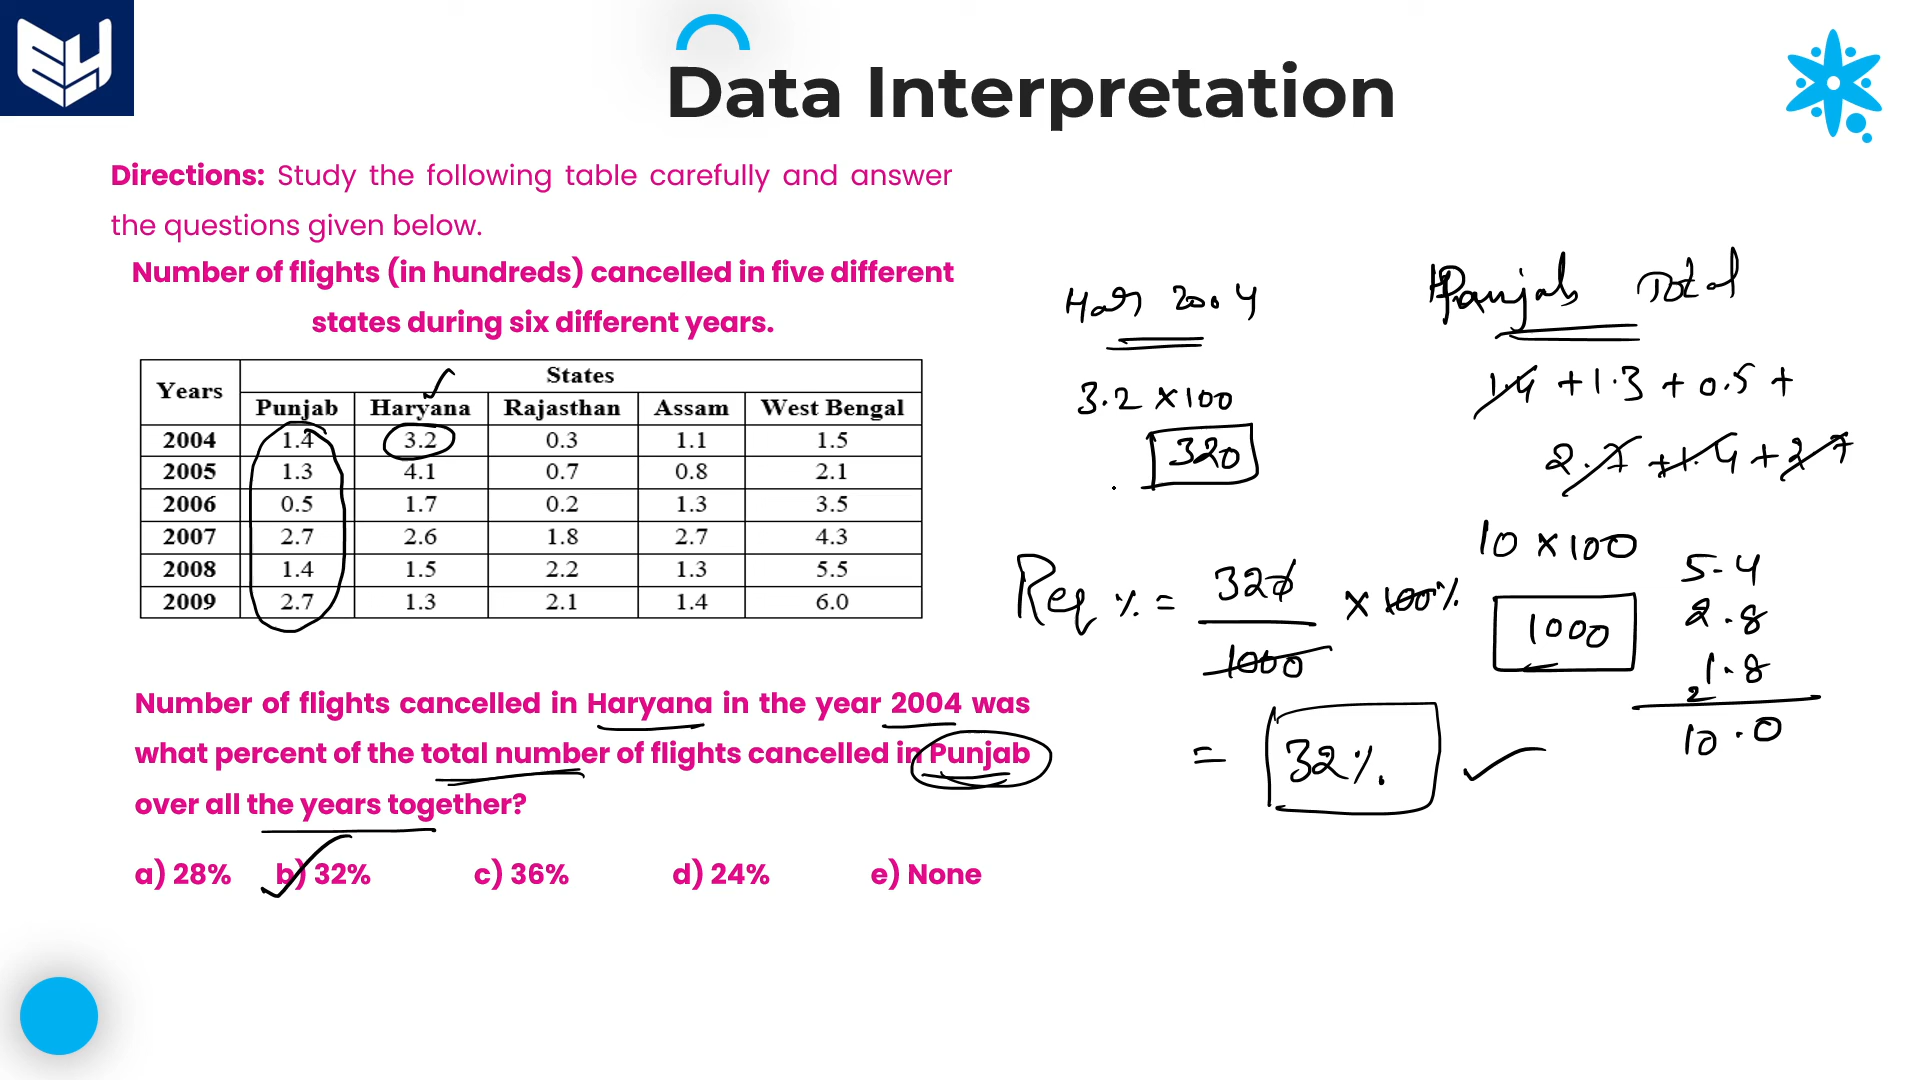 Data Interpretation
Directions: Study the following table carefully and answer
the questions given below.
Number of flights (in hundreds) cancelled in five different
states during six different years.
Years States
Punjab Haryana Rajasthan Assam West Bengal
2004 1.4 3.2 0.3 1.1 1.5
2005 1.3 4.1 0.7 0.8 2.1
2006 0.5 1.7 0.2 1.3 3.5
2007 2.7 2.6 1.8 2.7 4.3
2008 1.4 1.5 2.2 1.3 5.5
2009 2.7 1.3 2.1 1.4 6.0
Number of flights cancelled in Haryana in the year 2004 was
what percent of the total number of flights cancelled in Punjab
over all the years together?
a) 28% b) 32% c) 36% d) 24% e) None
Har 2004
3.2 × 100
320
Punjab Total
1.4 + 1.3 + 0.5 +
2.7 + 1.4 + 2.7
10 × 100
1000
5.4
2.8
1.8
2
10.0
Req % = 320 × 100%
1000
= 32%